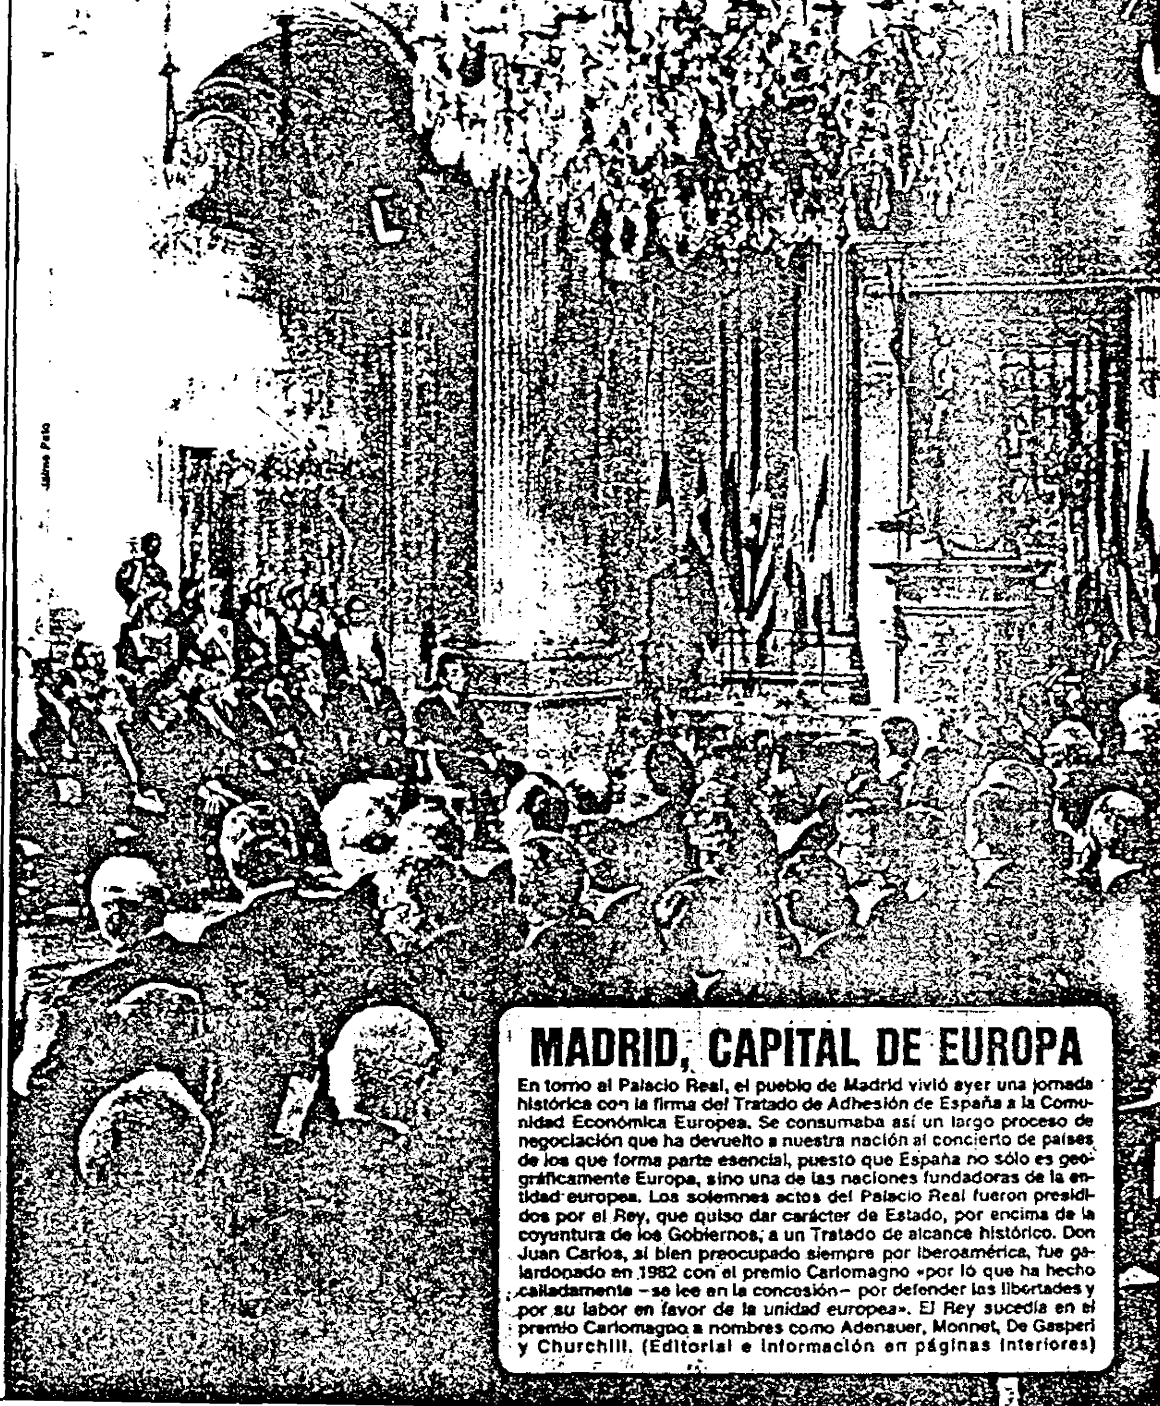 Jaime Pato
MADRID, CAPITAL DE EUROPA
En torno al Palacio Real, el pueblo de Madrid vivió ayer una jornada
histórica con la firma del Tratado de Adhesión de España a la Comu-
nidad Económica Europea. Se consumaba así un largo proceso de
negociación que ha devuelto a nuestra nación al concierto de países
de los que forma parte esencial, puesto que España no sólo es geo-
gráficamente Europa, sino una de las naciones fundadoras de la en-
tidad europea. Los solemnes actos del Palacio Real fueron presidi-
dos por el Rey, que quiso dar carácter de Estado, por encima de la
coyuntura de los Gobiernos, a un Tratado de alcance histórico. Don
Juan Carlos, si bien preocupado siempre por Iberoamérica, fue ga-
lardonado en 1982 con el premio Carlomagno «por lo que ha hecho
calladamente -se lee en la concesión- por defender las libertades y
por su labor en favor de la unidad europea». El Rey sucedía en el
premio Carlomagno a nombres como Adenauer, Monnet, De Gasperi
y Churchill. (Editorial e información en páginas interiores)